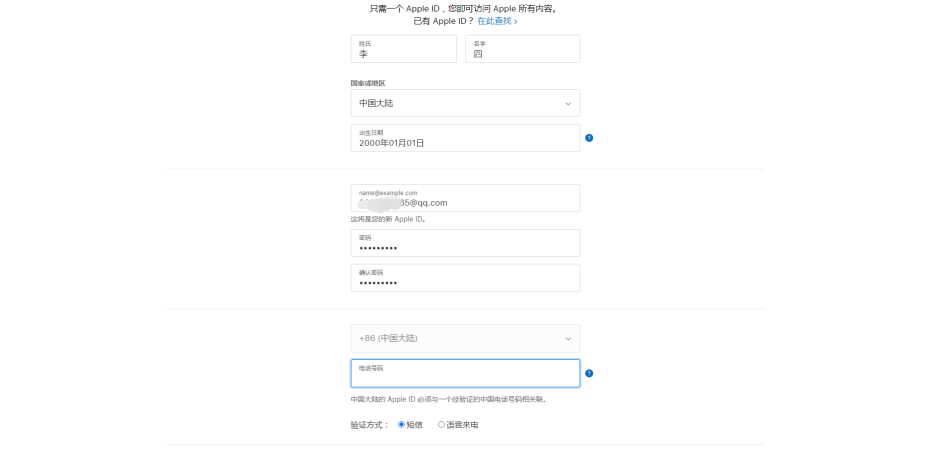 只需一个 Apple ID，您即可访问 Apple 所有内容。
已有 Apple ID？ 在此查找 ›
姓氏 名字
李 四
国家或地区
中国大陆
出生日期
2000年01月01日
name@example.com
65@qq.com
这将是您的新 Apple ID。
密码
•••••••••
确认密码
•••••••••
+86 (中国大陆)
电话号码
中国大陆的 Apple ID 必须与一个经验证的中国电话号码相关联。
验证方式： 短信 语音来电